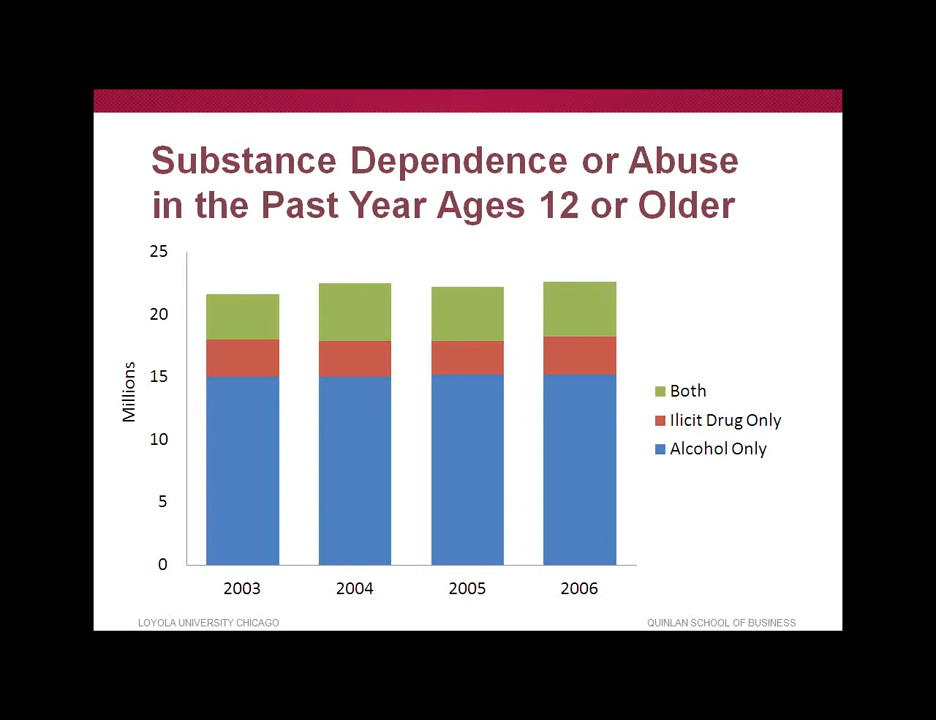 Substance Dependence or Abuse
in the Past Year Ages 12 or Older
25
20
15
10
5
0
Millions
2003 2004 2005 2006
Both
Ilicit Drug Only
Alcohol Only
LOYOLA UNIVERSITY CHICAGO
QUINLAN SCHOOL OF BUSINESS